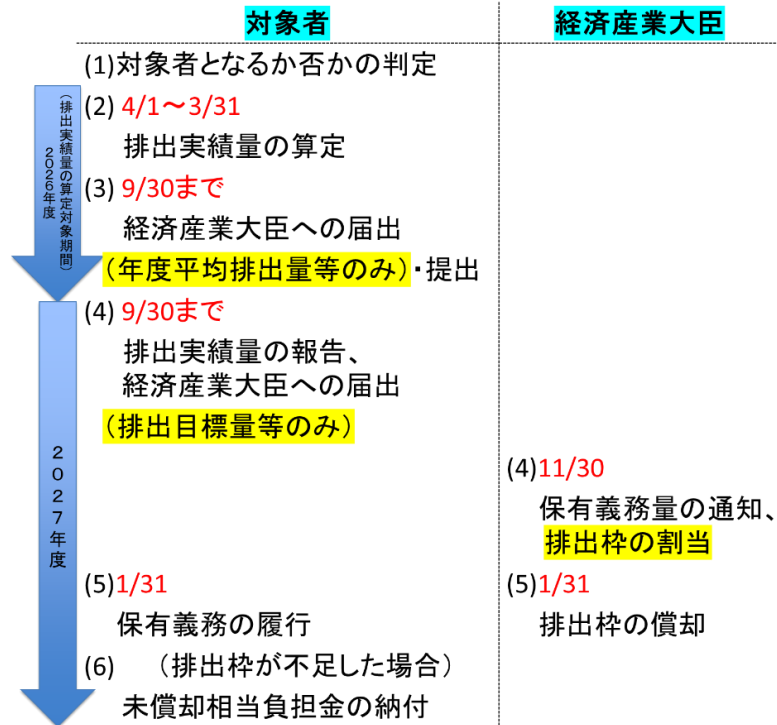 対象者
経済産業大臣
(1)対象者となるか否かの判定
(排出実績量の算定対象期間)
2026年度
(2) 4/1～3/31
排出実績量の算定
(3) 9/30まで
経済産業大臣への届出
(年度平均排出量等のみ)・提出
(4) 9/30まで
排出実績量の報告、
経済産業大臣への届出
(排出目標量等のみ)
2027年度
(4)11/30
保有義務量の通知、
排出枠の割当
(5)1/31
保有義務の履行
(5)1/31
排出枠の償却
(6) (排出枠が不足した場合)
未償却相当負担金の納付